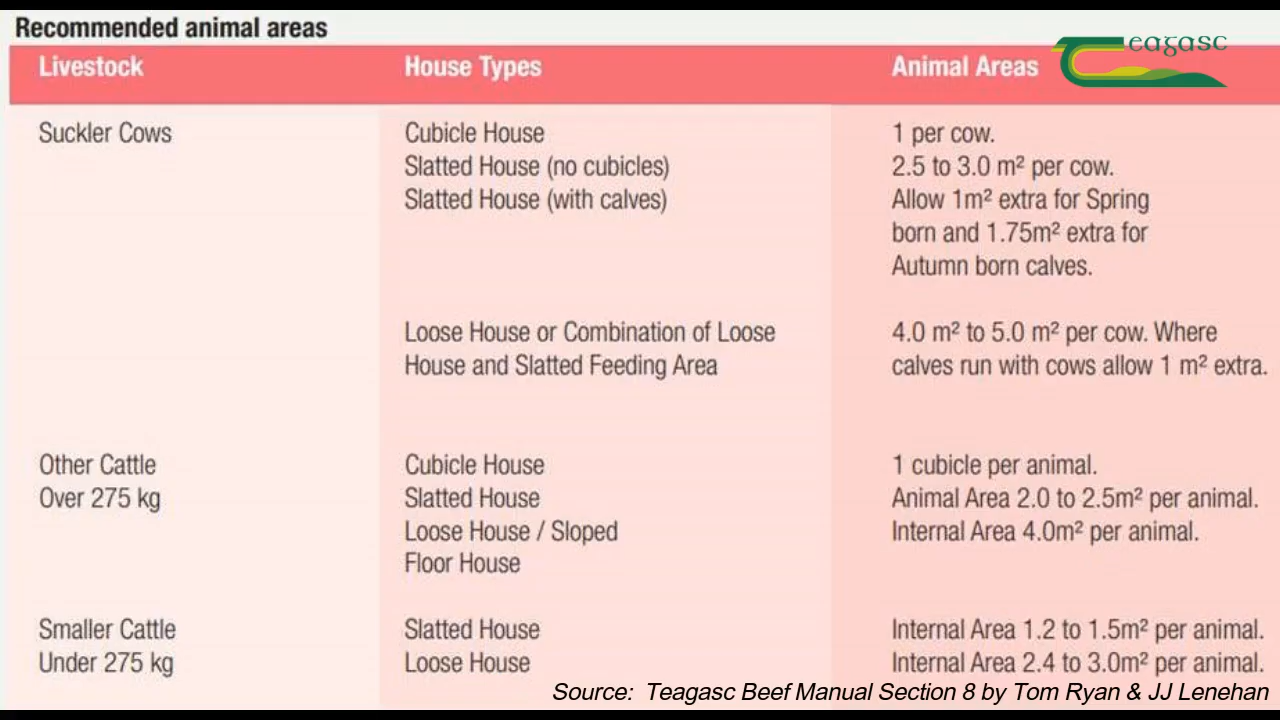 Recommended animal areas
Livestock House Types Animal Areas
teagasc
Suckler Cows Cubicle House 1 per cow.
Slatted House (no cubicles) 2.5 to 3.0 m² per cow.
Slatted House (with calves) Allow 1m² extra for Spring
born and 1.75m² extra for
Autumn born calves.
Loose House or Combination of Loose 4.0 m² to 5.0 m² per cow. Where
House and Slatted Feeding Area calves run with cows allow 1 m² extra.
Other Cattle Cubicle House 1 cubicle per animal.
Over 275 kg Slatted House Animal Area 2.0 to 2.5m² per animal.
Loose House / Sloped Internal Area 4.0m² per animal.
Floor House
Smaller Cattle Slatted House Internal Area 1.2 to 1.5m² per animal.
Under 275 kg Loose House Internal Area 2.4 to 3.0m² per animal.
Source: Teagasc Beef Manual Section 8 by Tom Ryan & JJ Lenehan